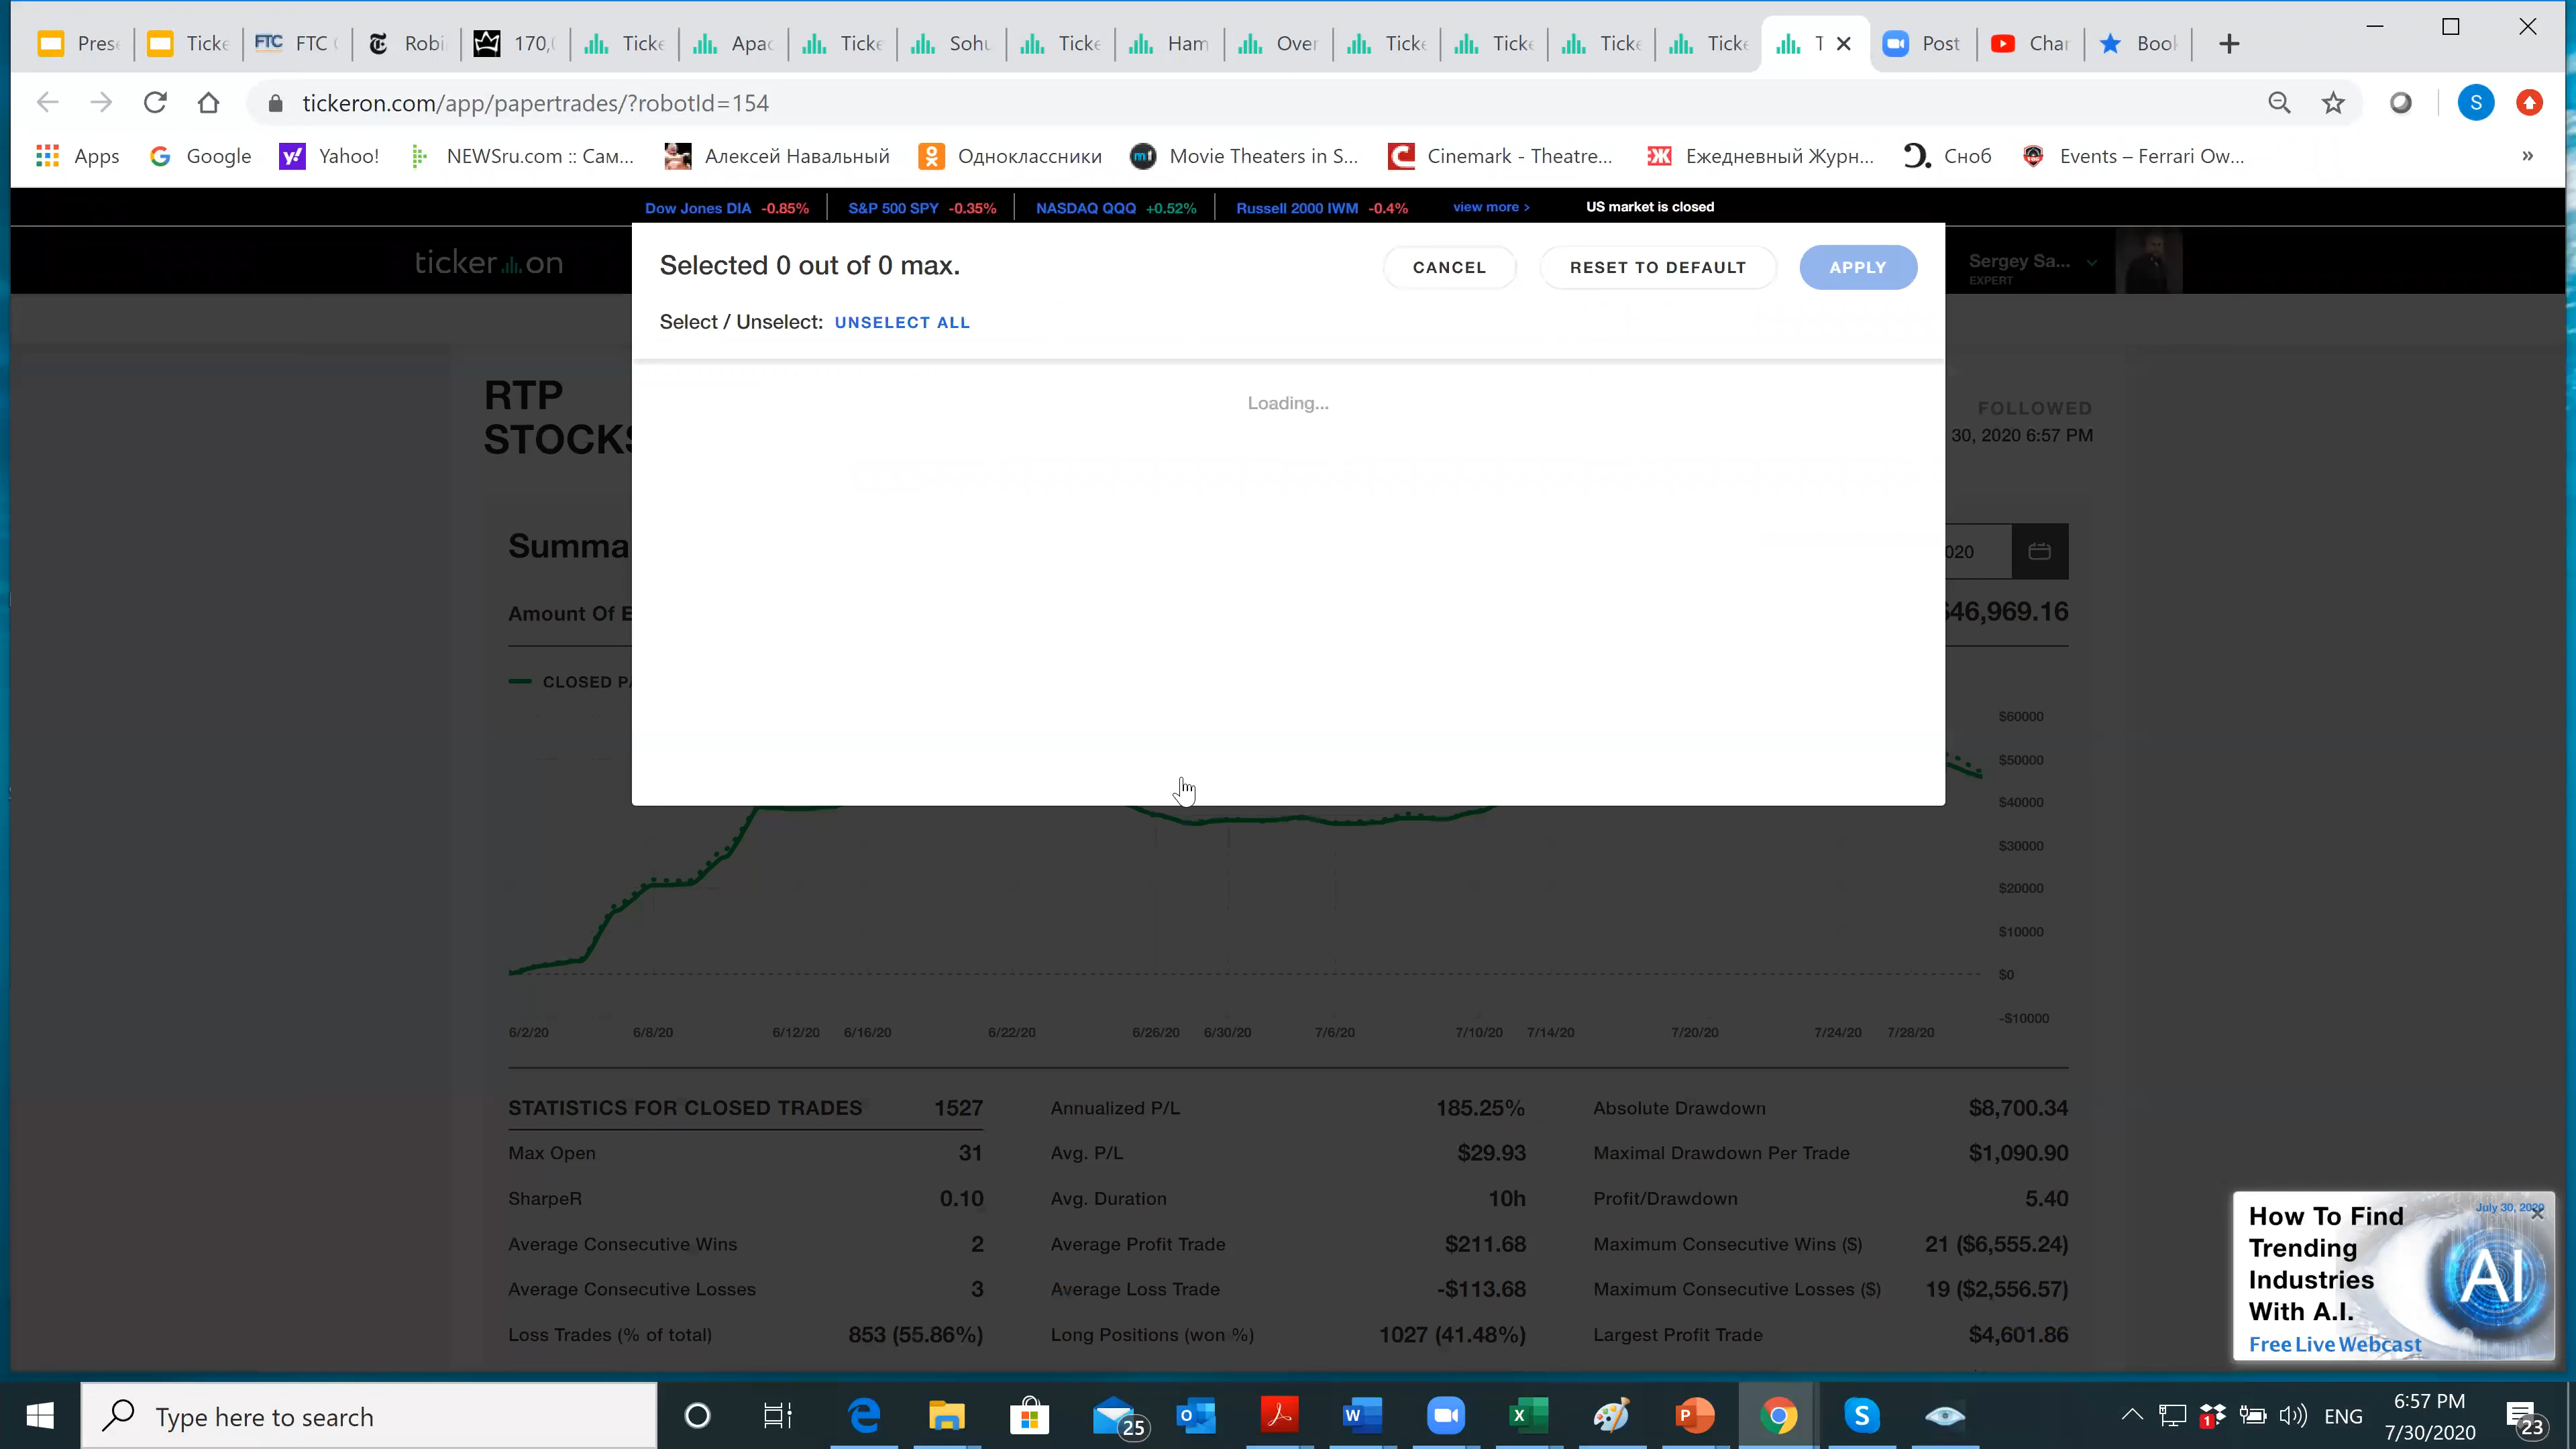 Pres Ticke FTC FTC ( Robi 170,( Ticke Apac Ticke Sohu Ticke Ham Over Ticke Ticke Ticke Ticke T Post Char Book
tickeron.com/app/papertrades/?robotId=154 S
Apps Google Yahoo! NEWSru.com :: Сам... Алексей Навальный Одноклассники Movie Theaters in S... Cinemark - Theatre... Ежедневный Журн... Сноб Events – Ferrari Ow... »
Dow Jones DIA -0.85% S&P 500 SPY -0.35% NASDAQ QQQ +0.52% Russell 2000 IWM -0.4% view more > US market is closed
tickeron
Sergey Sa...
EXPERT
Selected 0 out of 0 max. CANCEL RESET TO DEFAULT APPLY
Select / Unselect: UNSELECT ALL
Loading...
RTP
STOCKS
FOLLOWED
30, 2020 6:57 PM
Summa
020
Amount Of E $46,969.16
CLOSED PA
$60000
$50000
$40000
$30000
$20000
$10000
$0
-$10000
6/2/20 6/8/20 6/12/20 6/16/20 6/22/20 6/26/20 6/30/20 7/6/20 7/10/20 7/14/20 7/20/20 7/24/20 7/28/20
STATISTICS FOR CLOSED TRADES 1527 Annualized P/L 185.25% Absolute Drawdown $8,700.34
Max Open 31 Avg. P/L $29.93 Maximal Drawdown Per Trade $1,090.90
SharpeR 0.10 Avg. Duration 10h Profit/Drawdown 5.40
Average Consecutive Wins 2 Average Profit Trade $211.68 Maximum Consecutive Wins ($) 21 ($6,555.24)
Average Consecutive Losses 3 Average Loss Trade -$113.68 Maximum Consecutive Losses ($) 19 ($2,556.57)
Loss Trades (% of total) 853 (55.86%) Long Positions (won %) 1027 (41.48%) Largest Profit Trade $4,601.86
July 30, 2020
How To Find
Trending
Industries
With A.I.
AI
Free Live Webcast
Type here to search 25 1 ENG 6:57 PM
7/30/2020 23